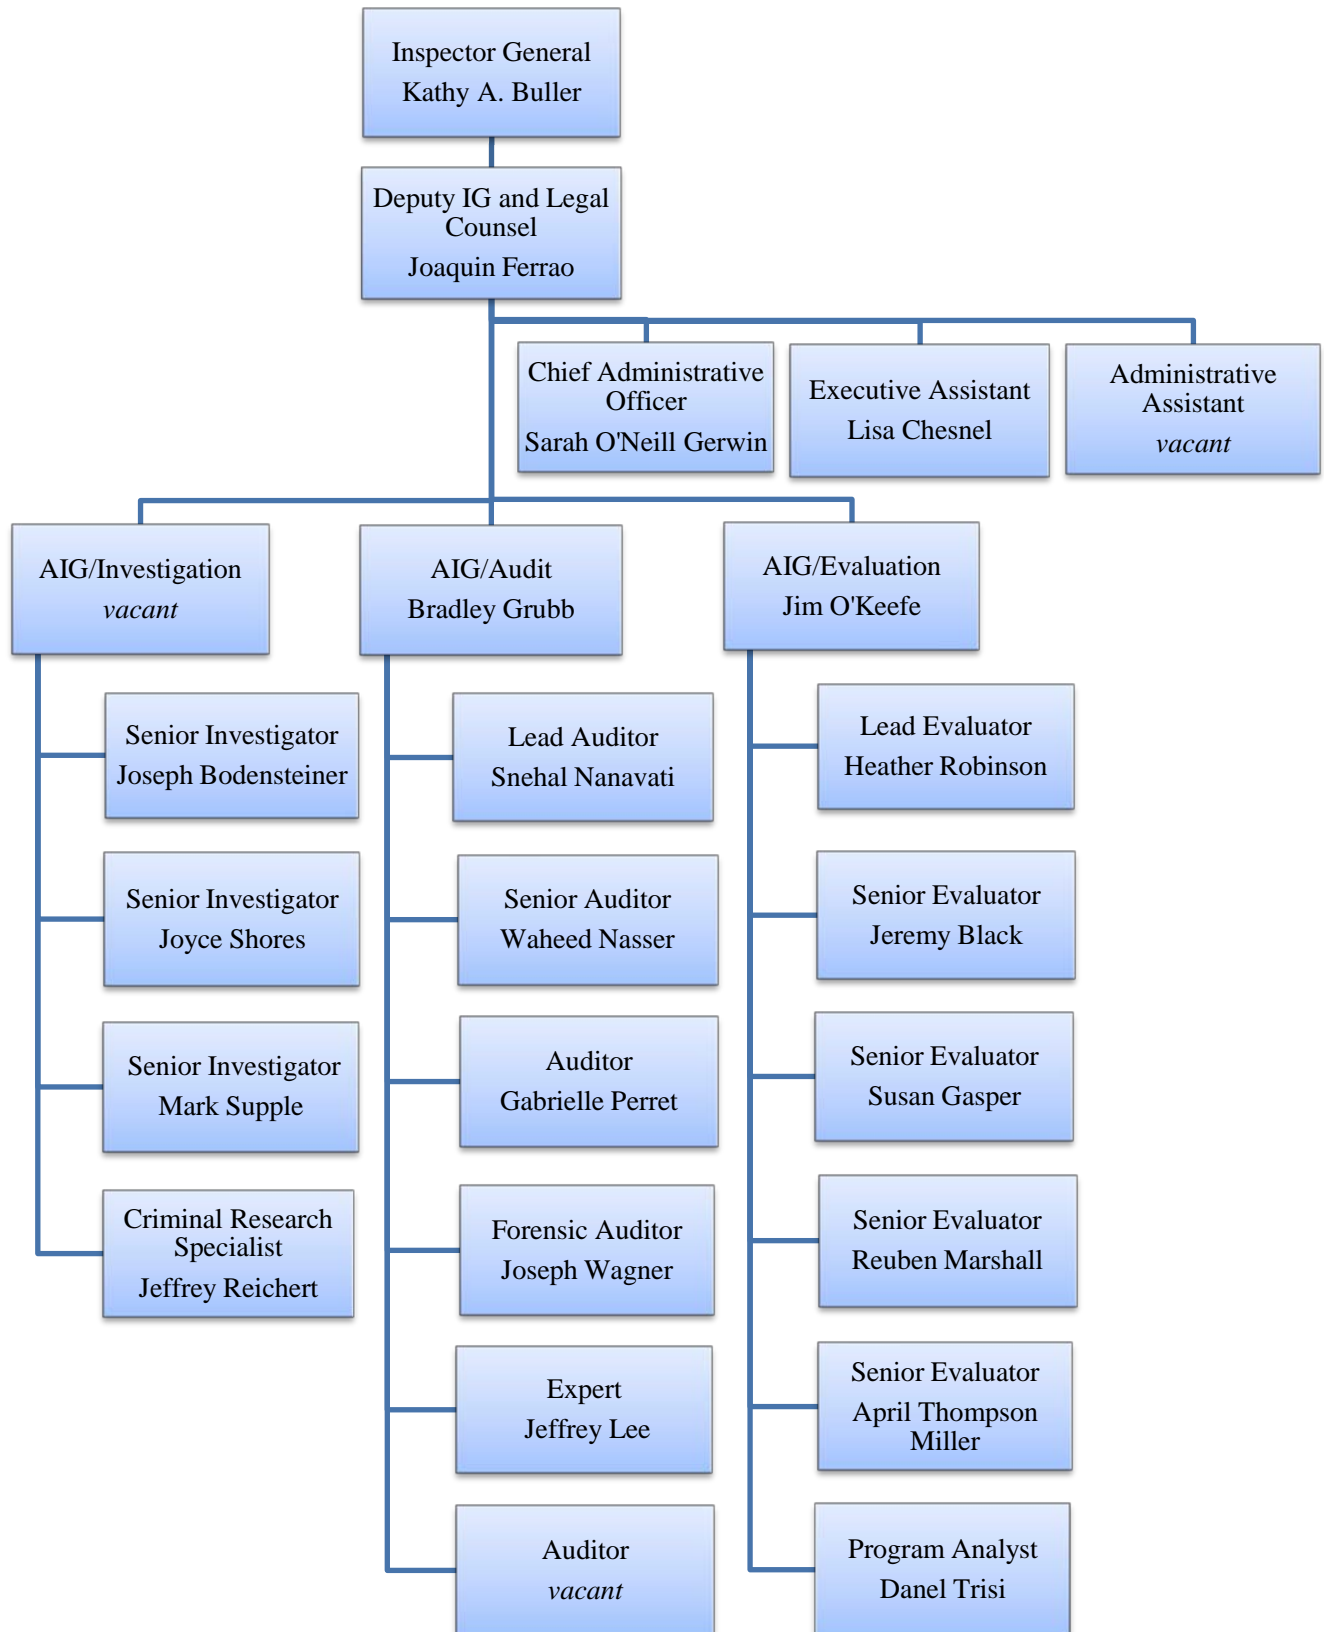 Inspector General
Kathy A. Buller
Deputy IG and Legal
Counsel
Joaquin Ferrao
Chief Administrative
Officer
Sarah O'Neill Gerwin
Executive Assistant
Lisa Chesnel
Administrative
Assistant
vacant
AIG/Investigation
vacant
AIG/Audit
Bradley Grubb
AIG/Evaluation
Jim O'Keefe
Senior Investigator
Joseph Bodensteiner
Senior Investigator
Joyce Shores
Senior Investigator
Mark Supple
Criminal Research
Specialist
Jeffrey Reichert
Lead Auditor
Snehal Nanavati
Senior Auditor
Waheed Nasser
Auditor
Gabrielle Perret
Forensic Auditor
Joseph Wagner
Expert
Jeffrey Lee
Auditor
vacant
Lead Evaluator
Heather Robinson
Senior Evaluator
Jeremy Black
Senior Evaluator
Susan Gasper
Senior Evaluator
Reuben Marshall
Senior Evaluator
April Thompson
Miller
Program Analyst
Danel Trisi